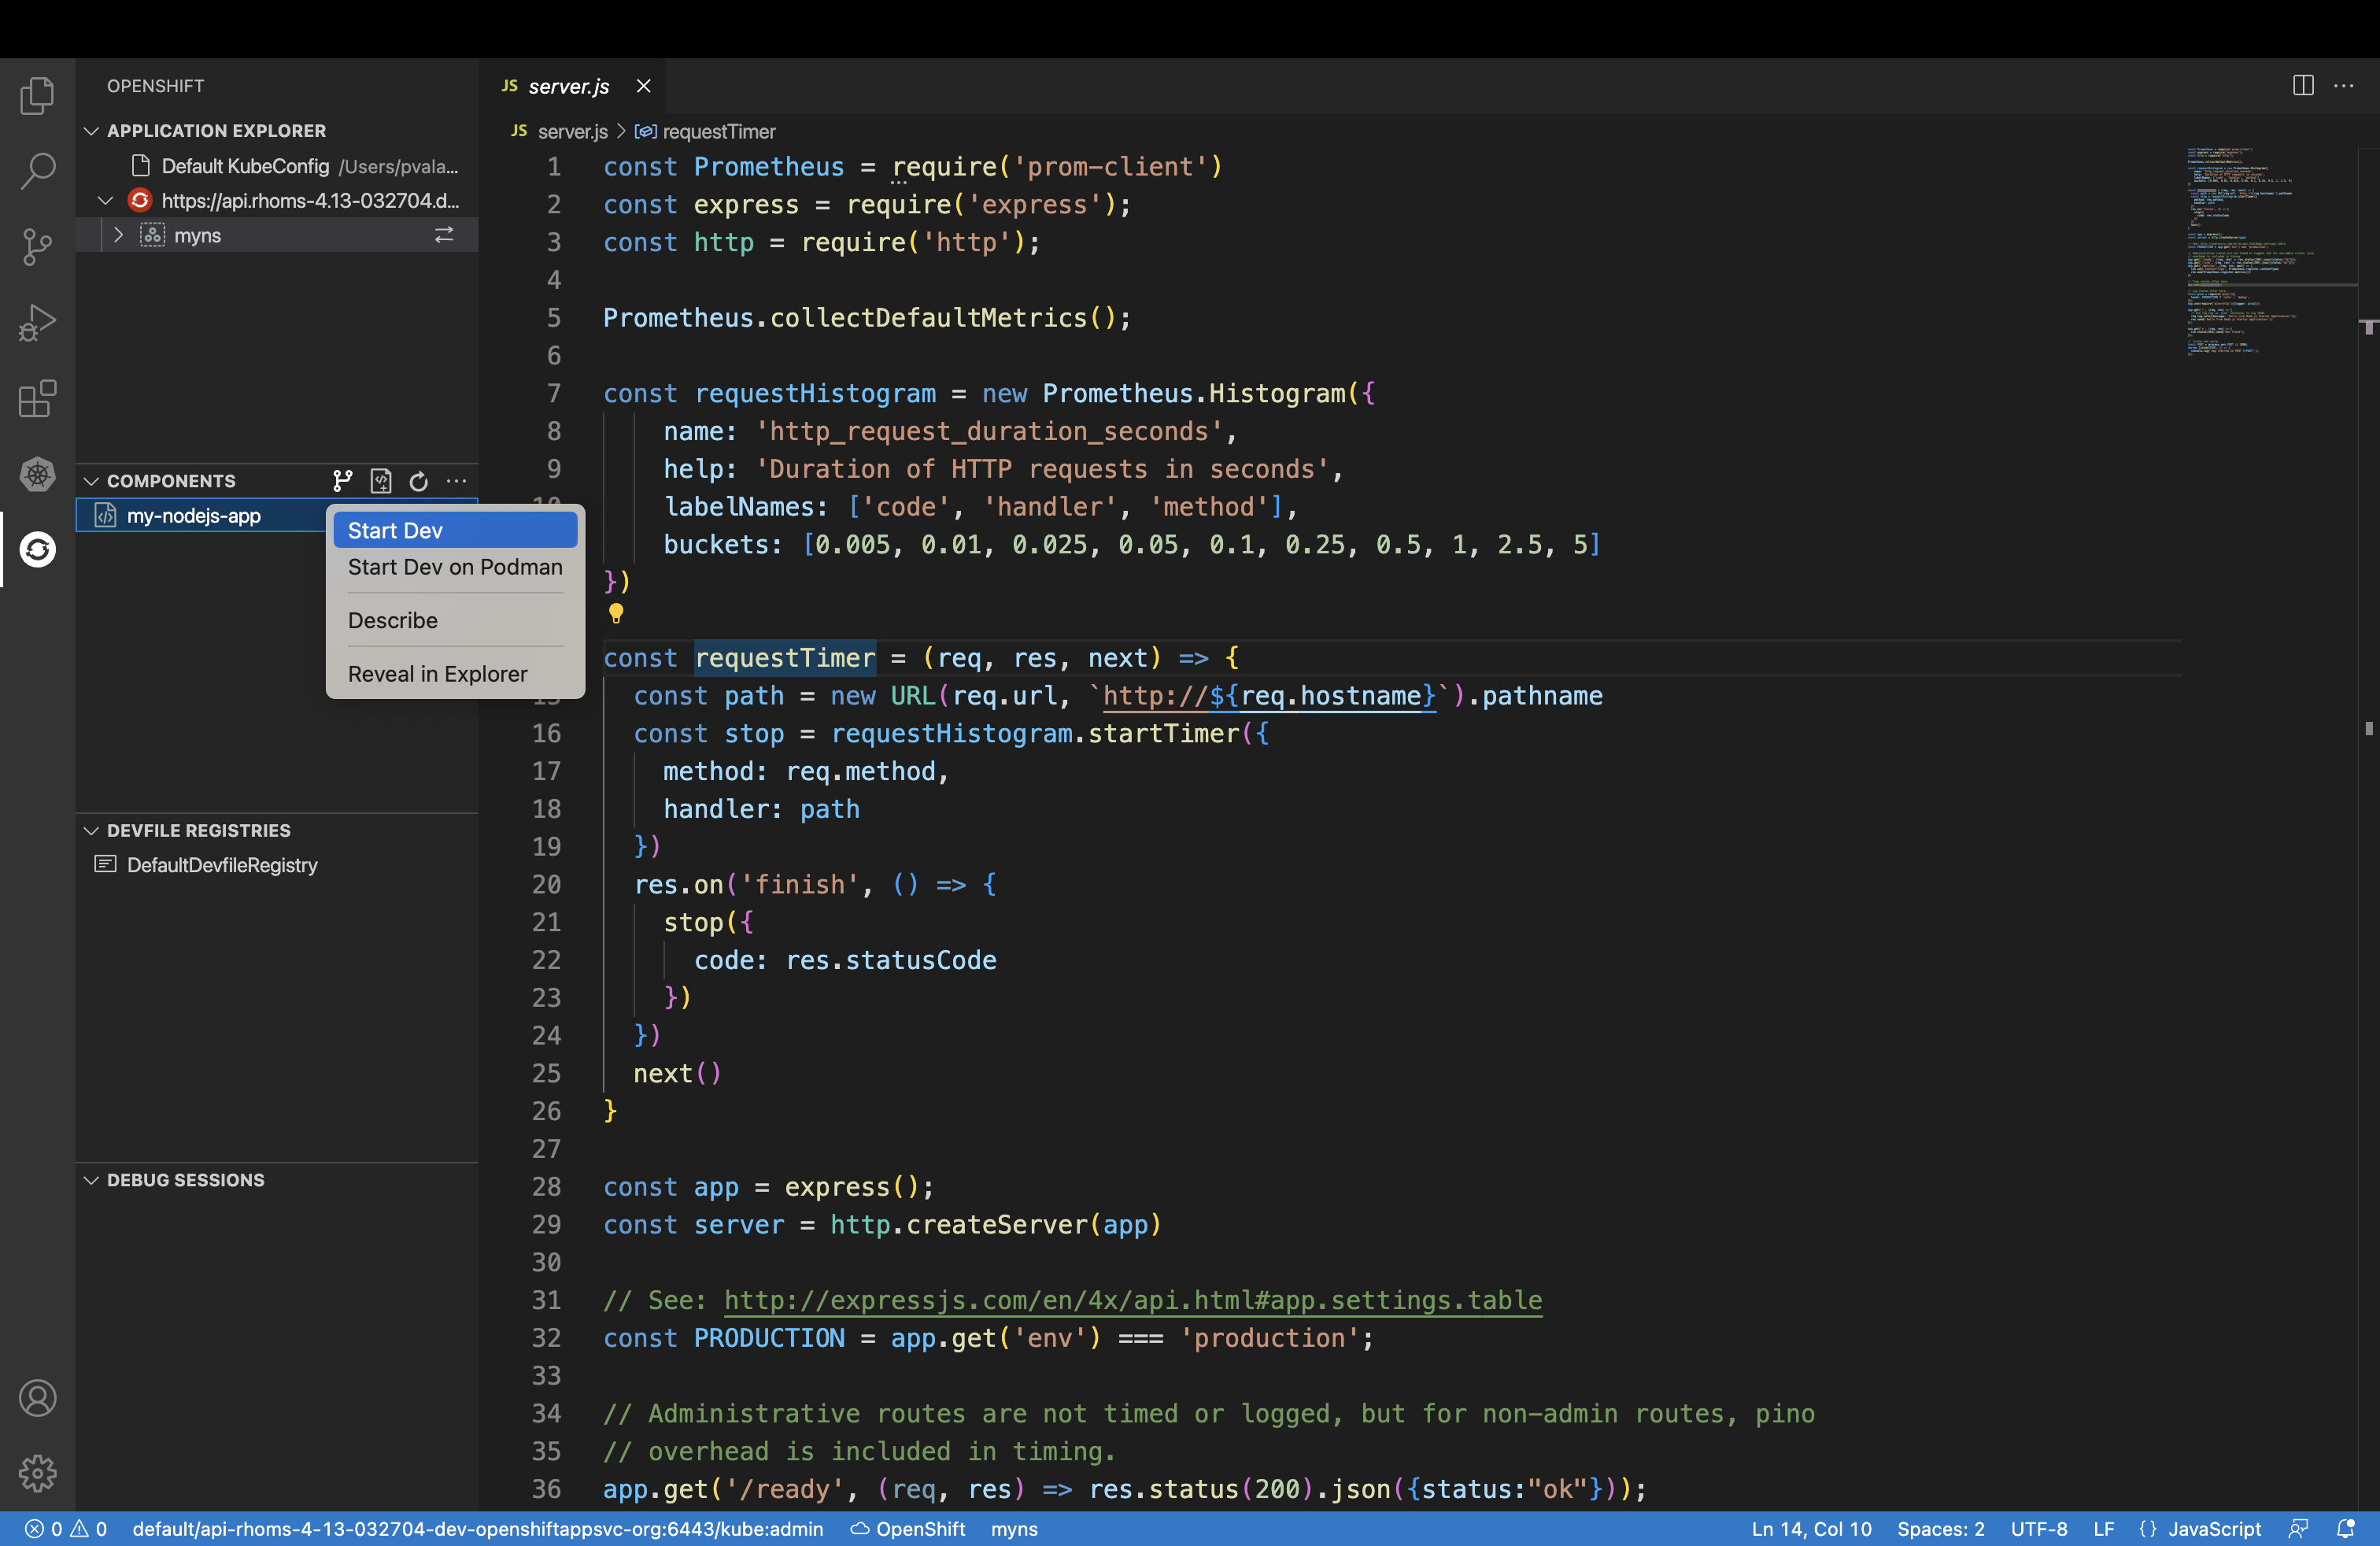 OPENSHIFT
APPLICATION EXPLORER
Default KubeConfig /Users/pvala...
https://api.rhoms-4.13-032704.d...
myns
COMPONENTS
my-nodejs-app
Start Dev
Start Dev on Podman
Describe
Reveal in Explorer
DEVFILE REGISTRIES
DefaultDevfileRegistry
DEBUG SESSIONS
JS server.js
JS server.js > requestTimer
1 const Prometheus = require('prom-client')
2 const express = require('express');
3 const http = require('http');
4
5 Prometheus.collectDefaultMetrics();
6
7 const requestHistogram = new Prometheus.Histogram({
8 name: 'http_request_duration_seconds',
9 help: 'Duration of HTTP requests in seconds',
labelNames: ['code', 'handler', 'method'],
buckets: [0.005, 0.01, 0.025, 0.05, 0.1, 0.25, 0.5, 1, 2.5, 5]
})
const requestTimer = (req, res, next) => {
const path = new URL(req.url, `http://${req.hostname}`).pathname
16 const stop = requestHistogram.startTimer({
17 method: req.method,
18 handler: path
19 })
20 res.on('finish', () => {
21 stop({
22 code: res.statusCode
23 })
24 })
25 next()
26 }
27
28 const app = express();
29 const server = http.createServer(app)
30
31 // See: http://expressjs.com/en/4x/api.html#app.settings.table
32 const PRODUCTION = app.get('env') === 'production';
33
34 // Administrative routes are not timed or logged, but for non-admin routes, pino
35 // overhead is included in timing.
36 app.get('/ready', (req, res) => res.status(200).json({status:"ok"}));
0 0 default/api-rhoms-4-13-032704-dev-openshiftappsvc-org:6443/kube:admin OpenShift myns Ln 14, Col 10 Spaces: 2 UTF-8 LF {} JavaScript